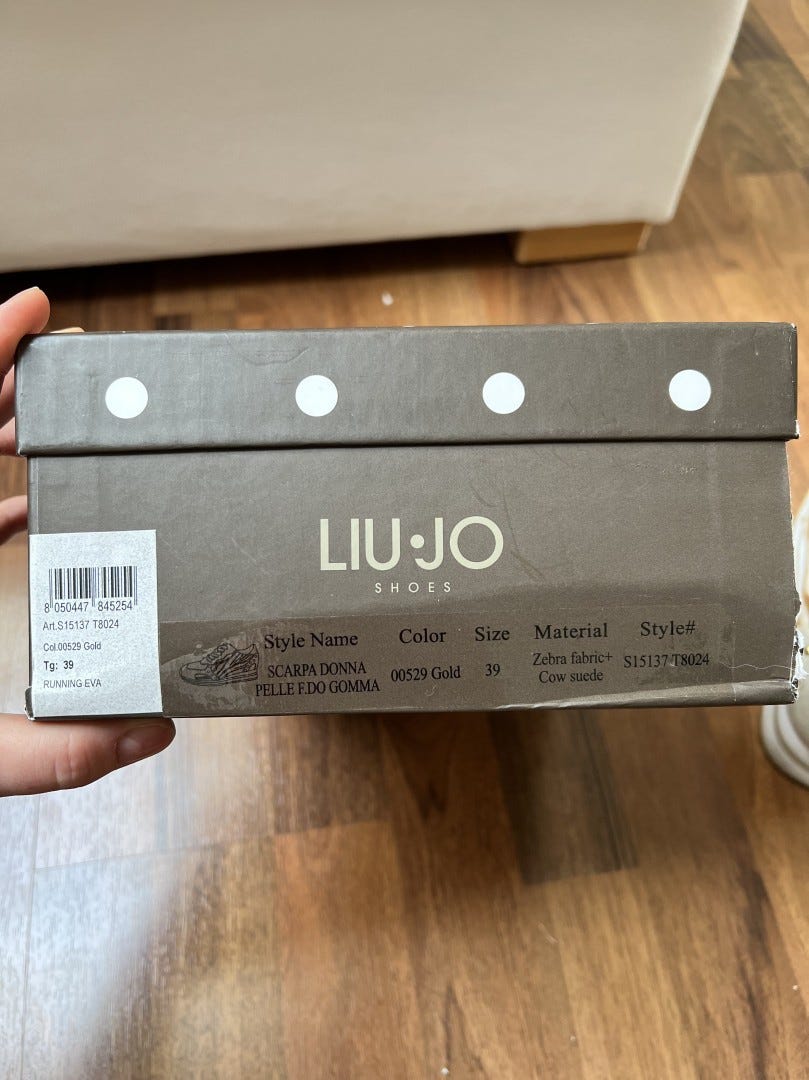 LIU·JO
SHOES
8 050447 845254
Art.S15137 T8024
Col.00529 Gold
Tg: 39
RUNNING EVA
Style Name Color Size Material Style#
SCARPA DONNA
PELLE F.DO GOMMA
00529 Gold
39
Zebra fabric+
Cow suede
S15137 T8024